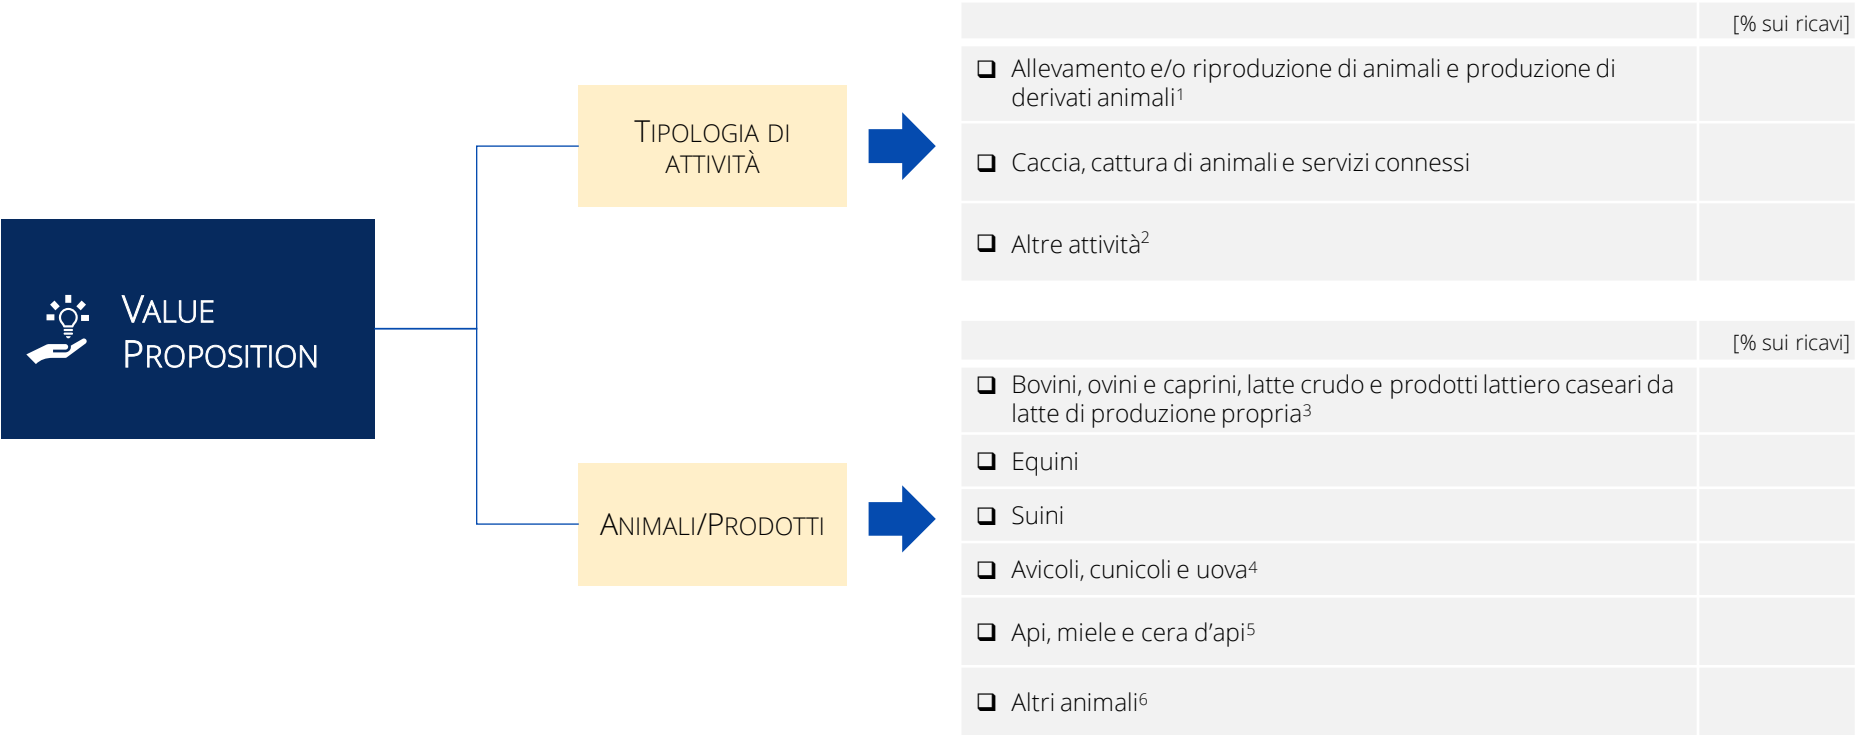 VALUE
PROPOSITION
TIPOLOGIA DI
ATTIVITÀ
[% sui ricavi]
Allevamento e/o riproduzione di animali e produzione di
derivati animali¹
Caccia, cattura di animali e servizi connessi
Altre attività²
ANIMALI/PRODOTTI
[% sui ricavi]
Bovini, ovini e caprini, latte crudo e prodotti lattiero caseari da
latte di produzione propria³
Equini
Suini
Avicoli, cunicoli e uova⁴
Api, miele e cera d’api⁵
Altri animali⁶